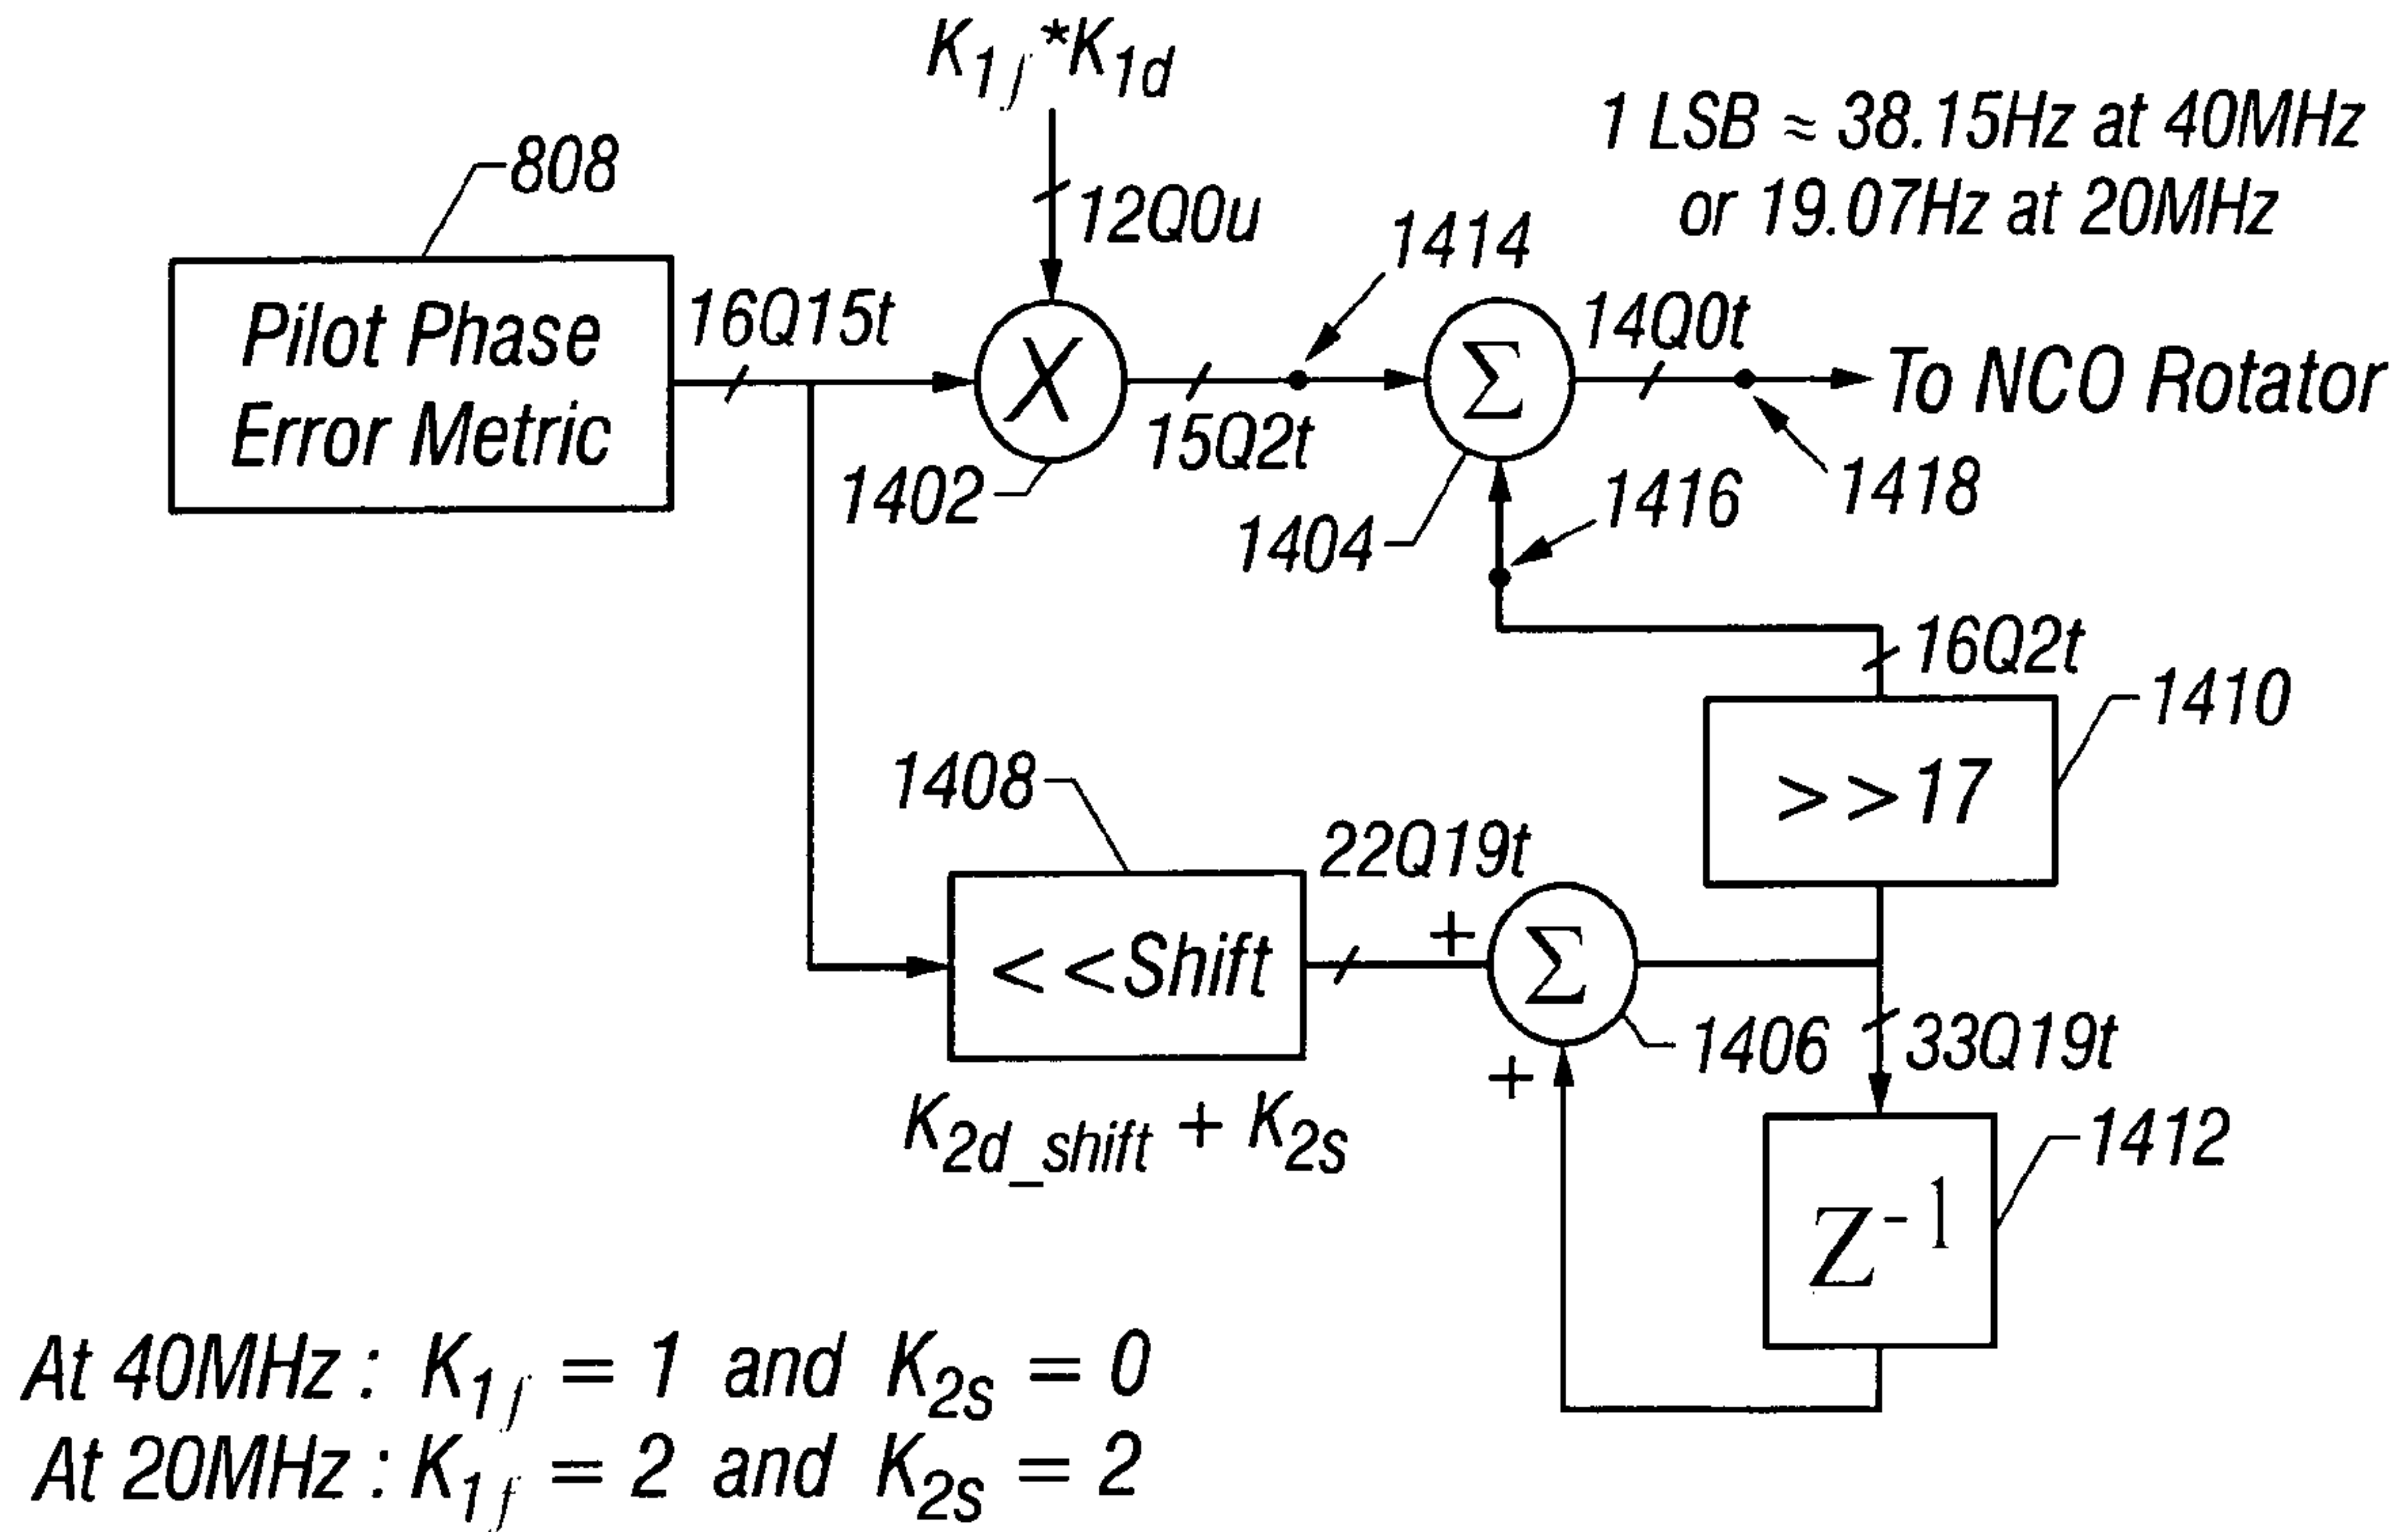 K1f*K1d
1 LSB ≈ 38.15Hz at 40MHz
or 19.07Hz at 20MHz
808
12Q0u
1414
Pilot Phase
Error Metric
16Q15t
X
15Q2t
1402
Σ
14Q0t
To NCO Rotator
1404
1416
1418
16Q2t
1410
>>17
1408
22Q19t
<<Shift
+
Σ
1406
33Q19t
+
K2d_shift + K2s
1412
Z-1
At 40MHz : K1f = 1 and K2s = 0
At 20MHz : K1f = 2 and K2s = 2